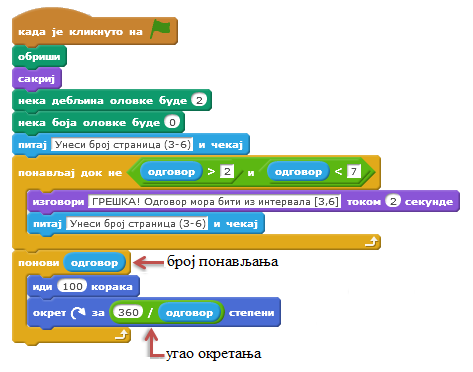 када је кликнуто на
обриши
сакриј
нека дебљина оловке буде 2
нека боја оловке буде 0
питај Унеси број страница (3-6) и чекај
понављај док не одговор > 2 и одговор < 7
изговори ГРЕШКА! Одговор мора бити из интервала [3,6] током 2 секунде
питај Унеси број страница (3-6) и чекај
понови одговор број понављања
иди 100 корака
окрет за 360 / одговор степени
угао окретања